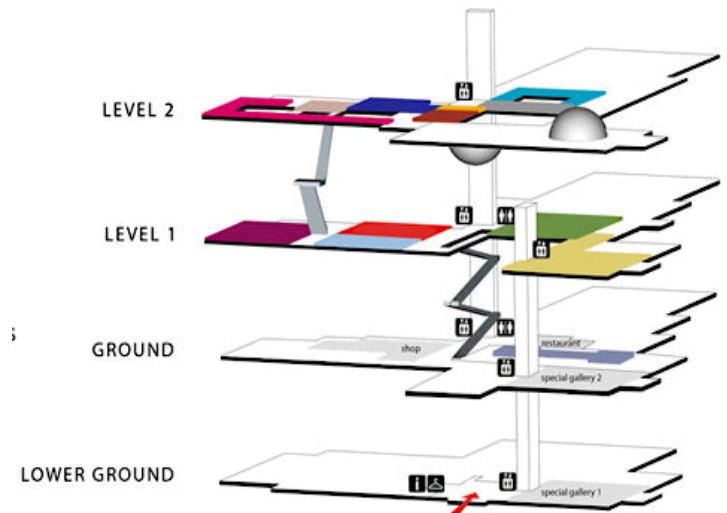 LEVEL 2
LEVEL 1
s
GROUND
shop
restaurant
special gallery 2
LOWER GROUND
i
special gallery 1